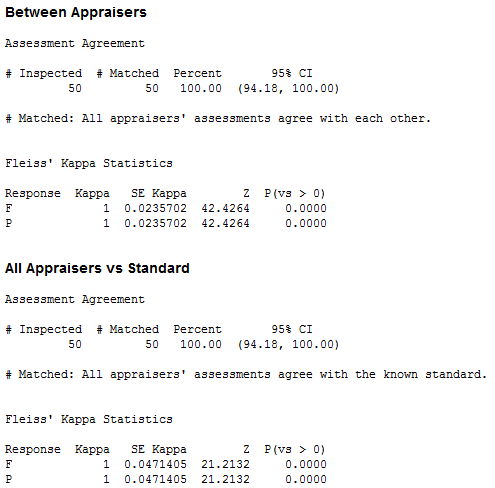 Between Appraisers
Assessment Agreement
# Inspected  # Matched  Percent       95% CI
         50         50   100.00  (94.18, 100.00)
# Matched: All appraisers' assessments agree with each other.
Fleiss' Kappa Statistics
Response  Kappa   SE Kappa        Z  P(vs > 0)
F             1  0.0235702  42.4264     0.0000
P             1  0.0235702  42.4264     0.0000
All Appraisers vs Standard
Assessment Agreement
# Inspected  # Matched  Percent       95% CI
         50         50   100.00  (94.18, 100.00)
# Matched: All appraisers' assessments agree with the known standard.
Fleiss' Kappa Statistics
Response  Kappa   SE Kappa        Z  P(vs > 0)
F             1  0.0471405  21.2132     0.0000
P             1  0.0471405  21.2132     0.0000